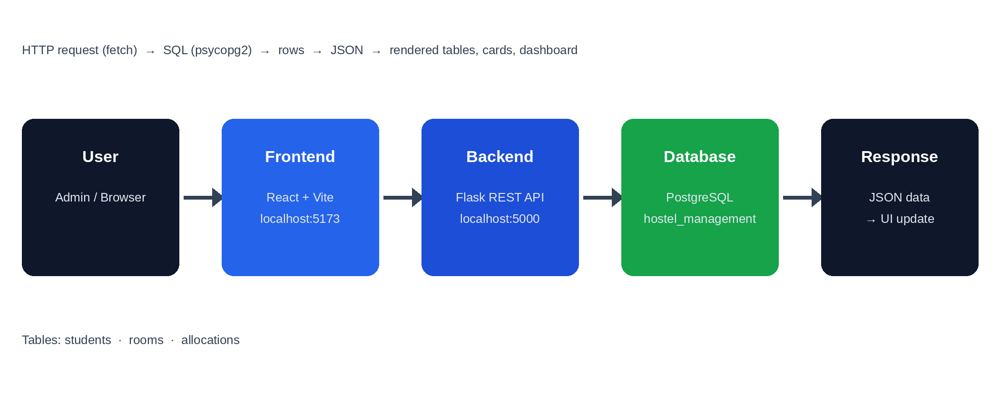 HTTP request (fetch) → SQL (psycopg2) → rows → JSON → rendered tables, cards, dashboard
User
Admin / Browser
Frontend
React + Vite
localhost:5173
Backend
Flask REST API
localhost:5000
Database
PostgreSQL
hostel_management
Response
JSON data
→ UI update
Tables: students · rooms · allocations